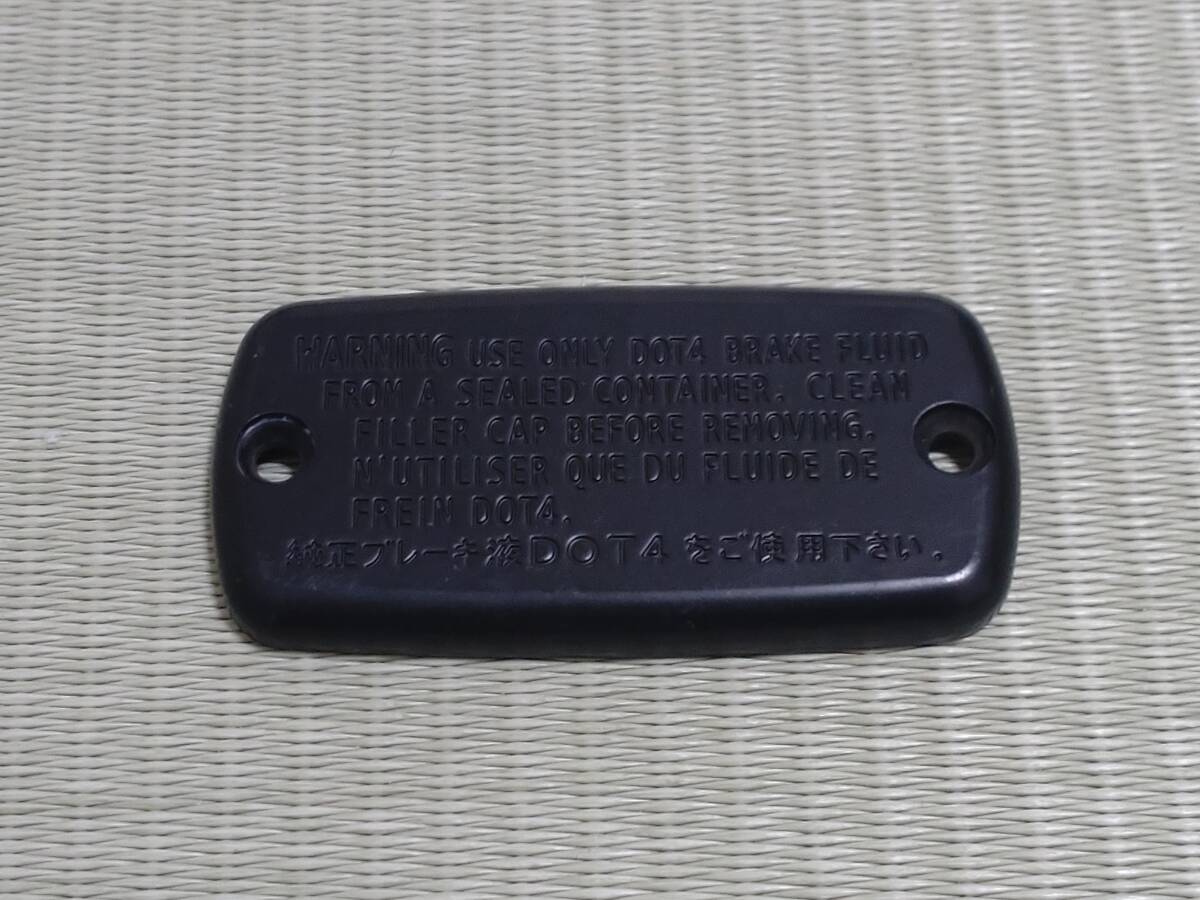 WARNING USE ONLY DOT4 BRAKE FLUID
FROM A SEALED CONTAINER. CLEAN
FILLER CAP BEFORE REMOVING.
N'UTILISER QUE DU FLUIDE DE
FREIN DOT4.
純正ブレーキ液DOT4をご使用下さい.